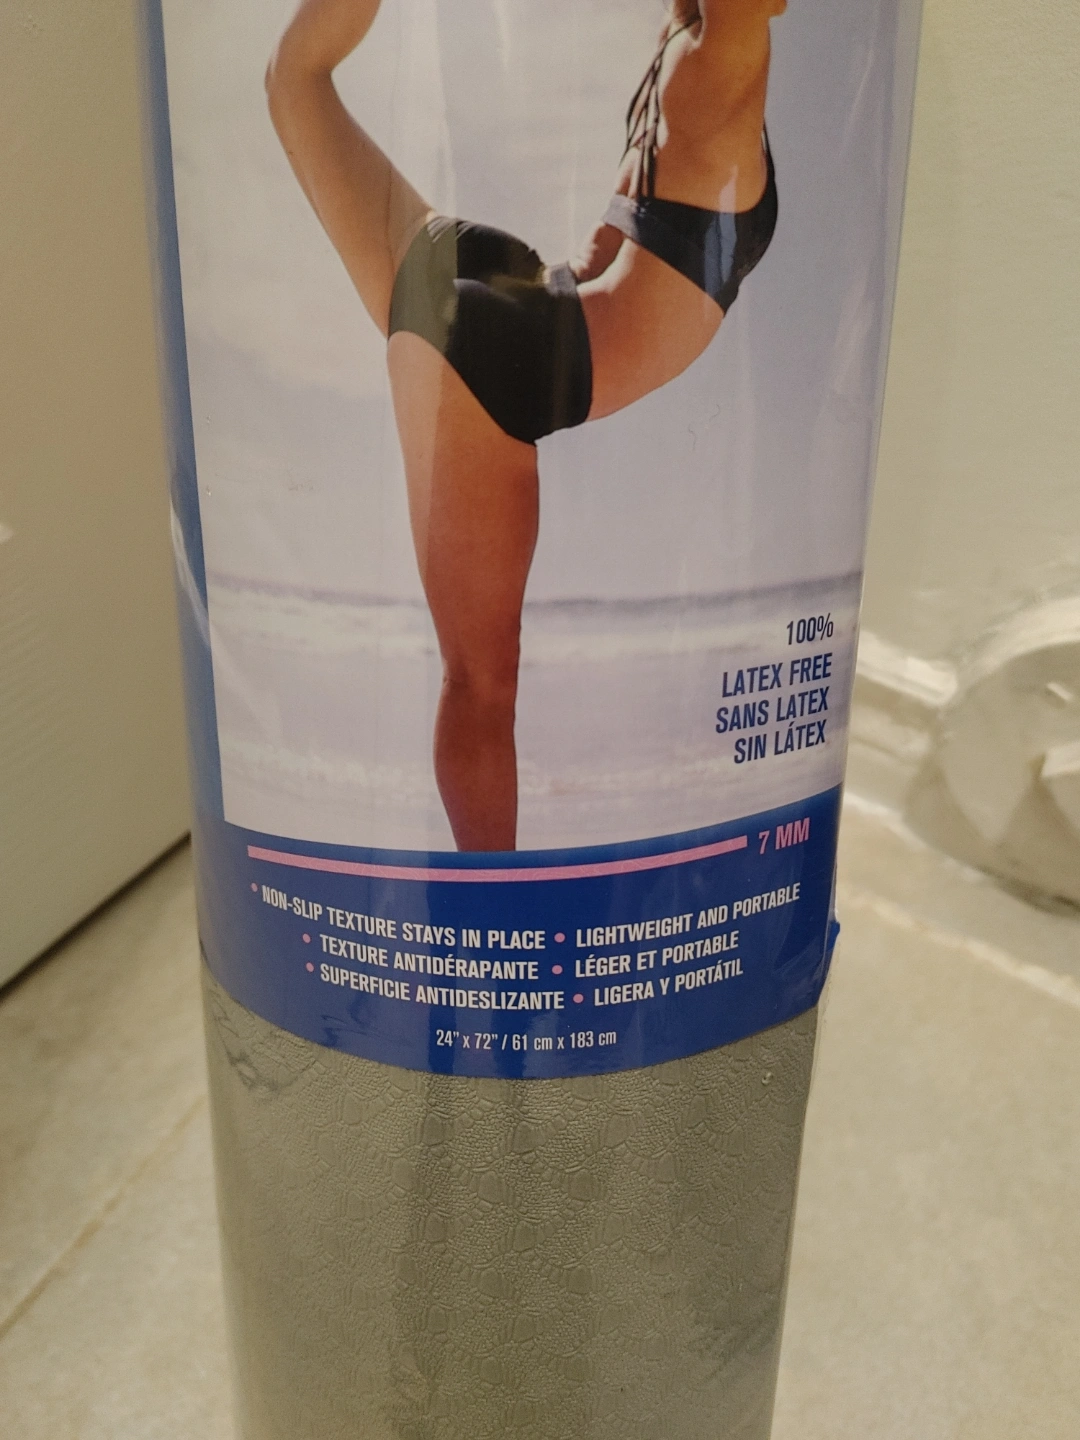 100%
LATEX FREE
SANS LATEX
SIN LÁTEX
7 MM
• NON-SLIP TEXTURE STAYS IN PLACE • LIGHTWEIGHT AND PORTABLE
• TEXTURE ANTIDÉRAPANTE • LÉGER ET PORTABLE
• SUPERFICIE ANTIDESLIZANTE • LIGERA Y PORTÁTIL
24” x 72” / 61 cm x 183 cm